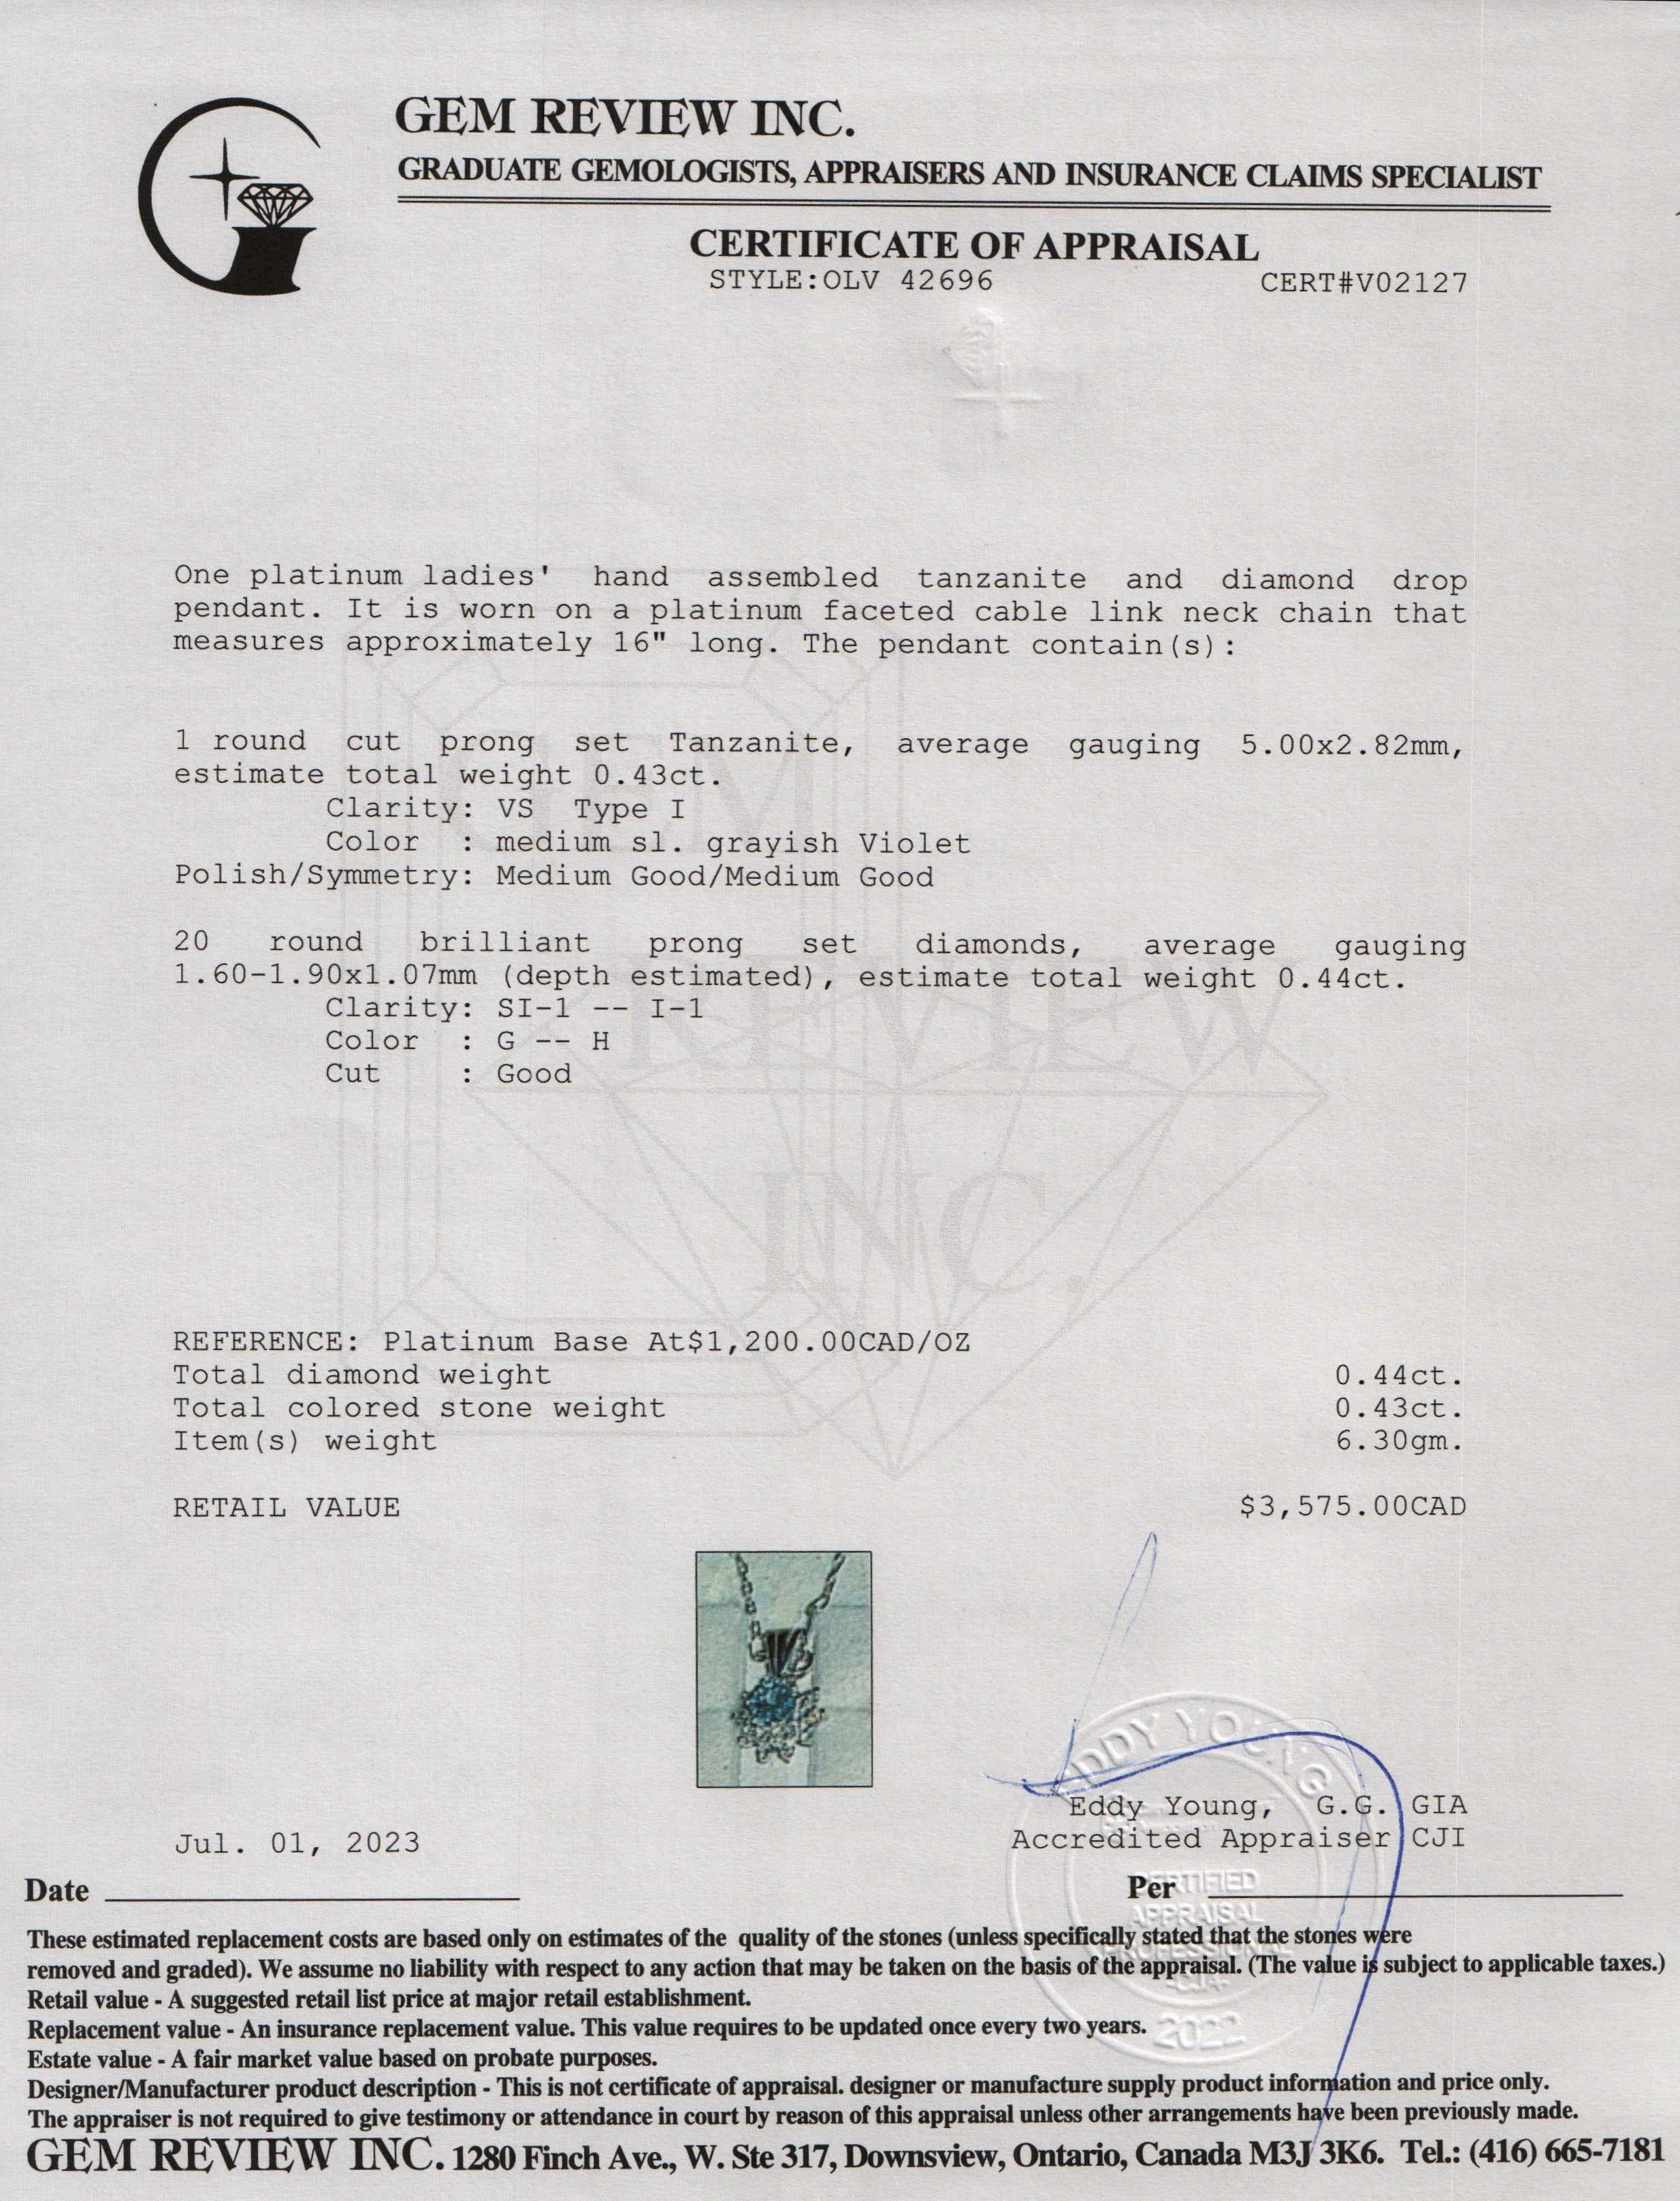 GEM REVIEW INC.
GRADUATE GEMOLOGISTS, APPRAISERS AND INSURANCE CLAIMS SPECIALIST
CERTIFICATE OF APPRAISAL
STYLE:OLV 42696 CERT#V02127
One platinum ladies' hand assembled tanzanite and diamond drop
pendant. It is worn on a platinum faceted cable link neck chain that
measures approximately 16" long. The pendant contain(s):
1 round cut prong set Tanzanite, average gauging 5.00x2.82mm,
estimate total weight 0.43ct.
Clarity: VS Type I
Color : medium sl. grayish Violet
Polish/Symmetry: Medium Good/Medium Good
20 round brilliant prong set diamonds, average gauging
1.60-1.90x1.07mm (depth estimated), estimate total weight 0.44ct.
Clarity: SI-1 -- I-1
Color : G -- H
Cut : Good
REVIEW
INC.
REFERENCE: Platinum Base At$1,200.00CAD/OZ
Total diamond weight 0.44ct.
Total colored stone weight 0.43ct.
Item(s) weight 6.30gm.
RETAIL VALUE $3,575.00CAD
EDDY YOUNG
Eddy Young, G.G. GIA
Jul. 01, 2023 Accredited Appraiser CJI
CERTIFIED
APPRAISAL
PROFESSIONAL
2022
Date Per
These estimated replacement costs are based only on estimates of the quality of the stones (unless specifically stated that the stones were
removed and graded). We assume no liability with respect to any action that may be taken on the basis of the appraisal. (The value is subject to applicable taxes.)
Retail value - A suggested retail list price at major retail establishment.
Replacement value - An insurance replacement value. This value requires to be updated once every two years.
Estate value - A fair market value based on probate purposes.
Designer/Manufacturer product description - This is not certificate of appraisal. designer or manufacture supply product information and price only.
The appraiser is not required to give testimony or attendance in court by reason of this appraisal unless other arrangements have been previously made.
GEM REVIEW INC. 1280 Finch Ave., W. Ste 317, Downsview, Ontario, Canada M3J 3K6. Tel.: (416) 665-7181